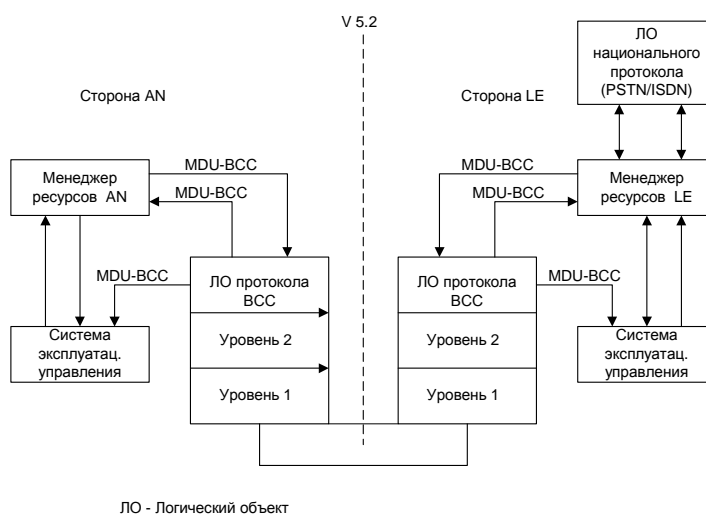 V 5.2
ЛО
национального
протокола
(PSTN/ISDN)
Сторона AN
Сторона LE
Менеджер
ресурсов AN
MDU-BCC
MDU-BCC
MDU-BCC
MDU-BCC
Менеджер
ресурсов LE
MDU-BCC
ЛО протокола
BCC
ЛО протокола
BCC
MDU-BCC
Система
эксплуатац.
управления
Уровень 2
Уровень 2
Система
эксплуатац.
управления
Уровень 1
Уровень 1
ЛО - Логический объект